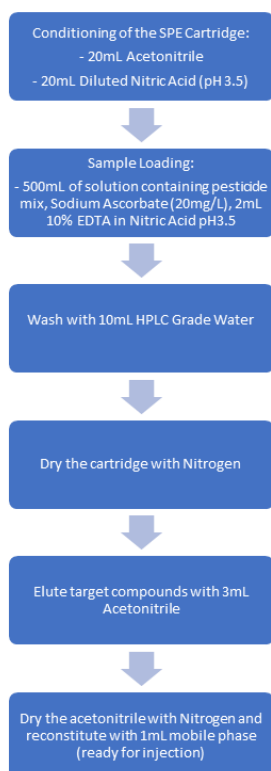 Conditioning of the SPE Cartridge:
- 20mL Acetonitrile
- 20mL Diluted Nitric Acid (pH 3.5)
Sample Loading:
- 500mL of solution containing pesticide
mix, Sodium Ascorbate (20mg/L), 2mL
10% EDTA in Nitric Acid pH3.5
Wash with 10mL HPLC Grade Water
Dry the cartridge with Nitrogen
Elute target compounds with 3mL
Acetonitrile
Dry the acetonitrile with Nitrogen and
reconstitute with 1mL mobile phase
(ready for injection)